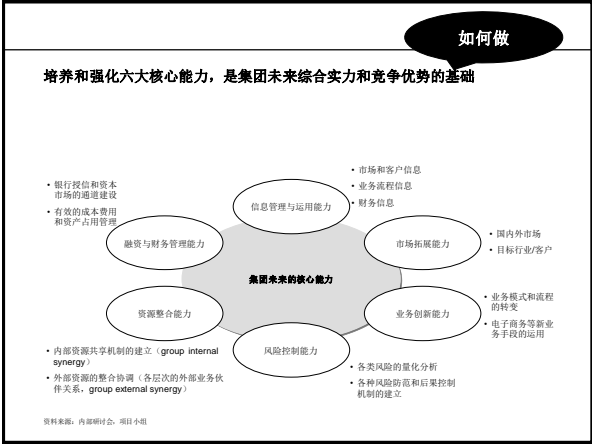 如何做
培养和强化六大核心能力，是集团未来综合实力和竞争优势的基础
• 市场和客户信息
• 业务流程信息
• 财务信息
• 银行授信和资本
市场的通道建设
• 有效的成本费用
和资产占用管理
信息管理与运用能力
融资与财务管理能力
市场拓展能力
• 国内外市场
• 目标行业/客户
集团未来的核心能力
资源整合能力
业务创新能力
• 业务模式和流程
的转变
• 电子商务等新业
务手段的运用
风险控制能力
• 内部资源共享机制的建立（group internal
synergy）
• 外部资源的整合协调（各层次的外部业务伙
伴关系，group external synergy）
• 各类风险的量化分析
• 各种风险防范和后果控制
机制的建立
资料来源：内部研讨会，项目小组